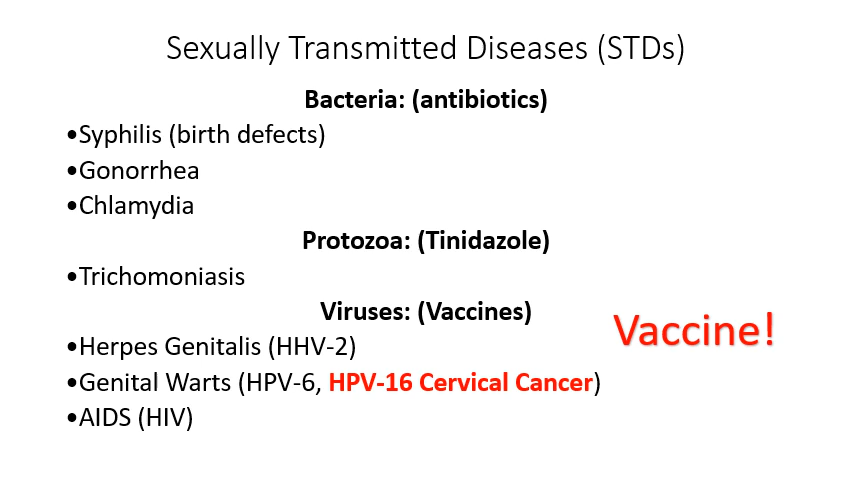 Sexually Transmitted Diseases (STDs)
Bacteria: (antibiotics)
•Syphilis (birth defects)
•Gonorrhea
•Chlamydia
Protozoa: (Tinidazole)
•Trichomoniasis
Viruses: (Vaccines)
Vaccine!
•Herpes Genitalis (HHV-2)
•Genital Warts (HPV-6, HPV-16 Cervical Cancer)
•AIDS (HIV)